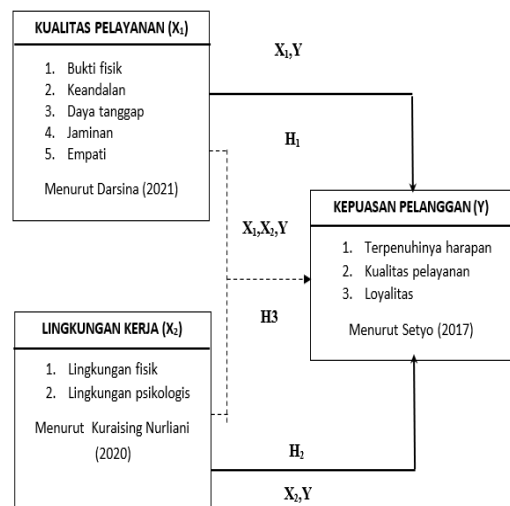 KUALITAS PELAYANAN (X₁)
1. Bukti fisik
2. Keandalan
3. Daya tanggap
4. Jaminan
5. Empati
Menurut Darsina (2021)
X₁,Y
H₁
X₁,X₂,Y
H3
KEPUASAN PELANGGAN (Y)
1. Terpenuhinya harapan
2. Kualitas pelayanan
3. Loyalitas
Menurut Setyo (2017)
LINGKUNGAN KERJA (X₂)
1. Lingkungan fisik
2. Lingkungan psikologis
Menurut Kuraising Nurliani
(2020)
H₂
X₂,Y